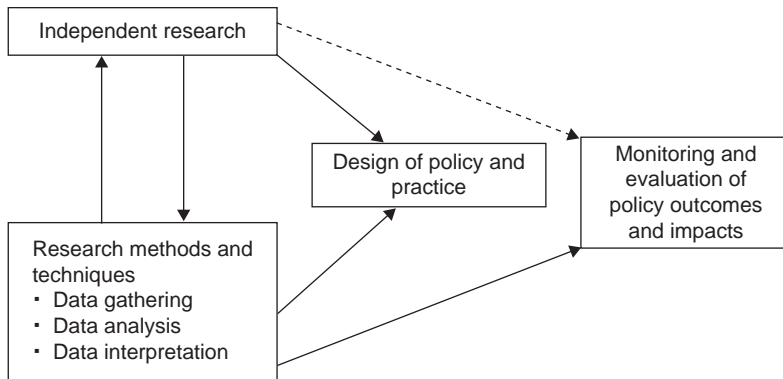 Independent research
Design of policy and
practice
Monitoring and
evaluation of
policy outcomes
and impacts
Research methods and
techniques
· Data gathering
· Data analysis
· Data interpretation